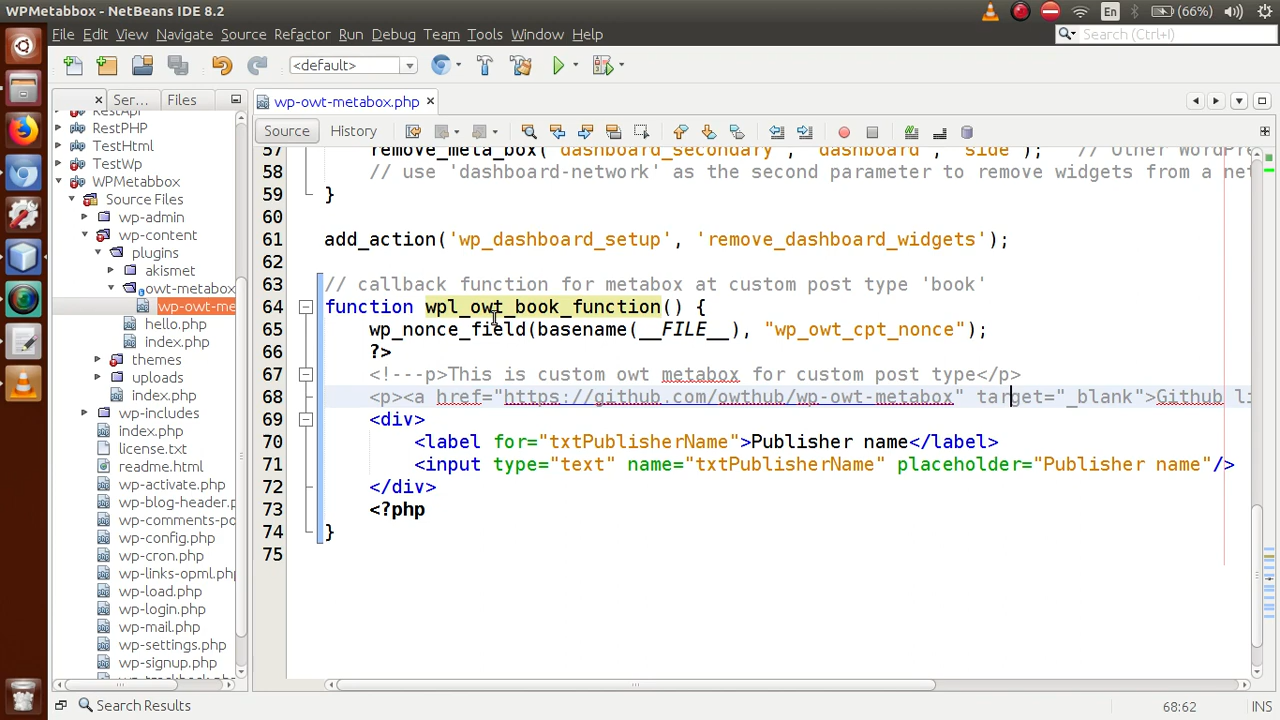 WPMetabbox - NetBeans IDE 8.2
En
(66%)
File Edit View Navigate Source Refactor Run Debug Team Tools Window Help
Search (Ctrl+I)
<default>
Ser...
Files
wp-owt-metabox.php
Source
History
RestApi
RestPHP
TestHtml
TestWp
WPMetabbox
Source Files
wp-admin
wp-content
plugins
akismet
owt-metabox
wp-owt-me
hello.php
index.php
themes
uploads
index.php
wp-includes
index.php
license.txt
readme.html
wp-activate.php
wp-blog-header.p
wp-comments-po
wp-config.php
wp-cron.php
wp-links-opml.php
wp-load.php
wp-login.php
wp-mail.php
wp-settings.php
wp-signup.php
wp-trackback.php
57 remove_meta_box('dashboard_secondary', 'dashboard', 'side'); // Other WordPre
58 // use 'dashboard-network' as the second parameter to remove widgets from a net
59 }
60
61 add_action('wp_dashboard_setup', 'remove_dashboard_widgets');
62
63 // callback function for metabox at custom post type 'book'
64 function wpl_owt_book_function() {
65 wp_nonce_field(basename(__FILE__), "wp_owt_cpt_nonce");
66 ?>
67 <!---p>This is custom owt metabox for custom post type</p>
68 <p><a href="https://github.com/owthub/wp-owt-metabox" target="_blank">Github li
69 <div>
70 <label for="txtPublisherName">Publisher name</label>
71 <input type="text" name="txtPublisherName" placeholder="Publisher name"/>
72 </div>
73 <?php
74 }
75
Search Results
68:62
INS